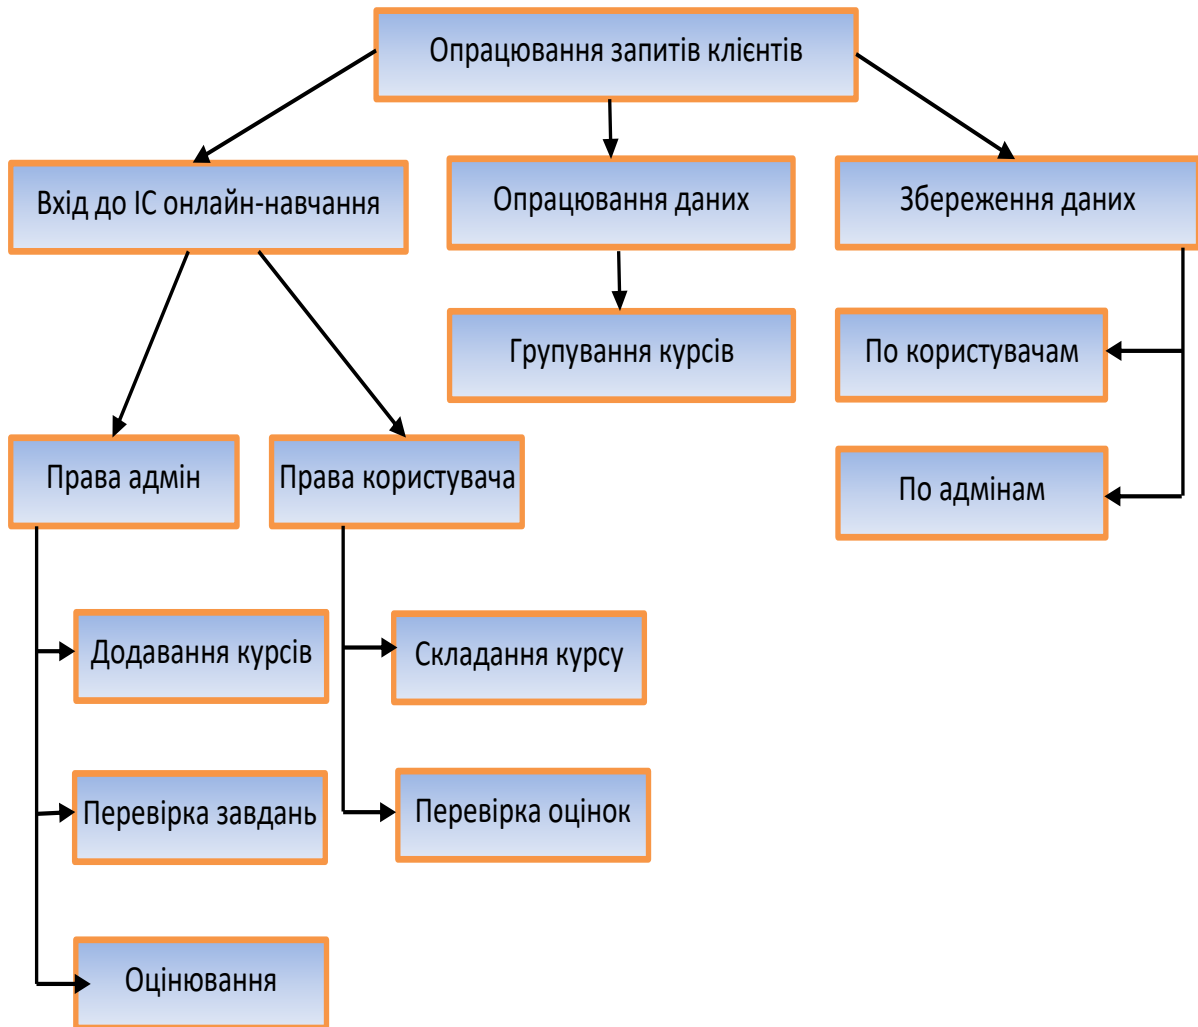 Опрацювання запитів клієнтів
Вхід до ІС онлайн-навчання
Опрацювання даних
Збереження даних
Групування курсів
По користувачам
Права адмін
Права користувача
По адмінам
Додавання курсів
Складання курсу
Перевірка завдань
Перевірка оцінок
Оцінювання